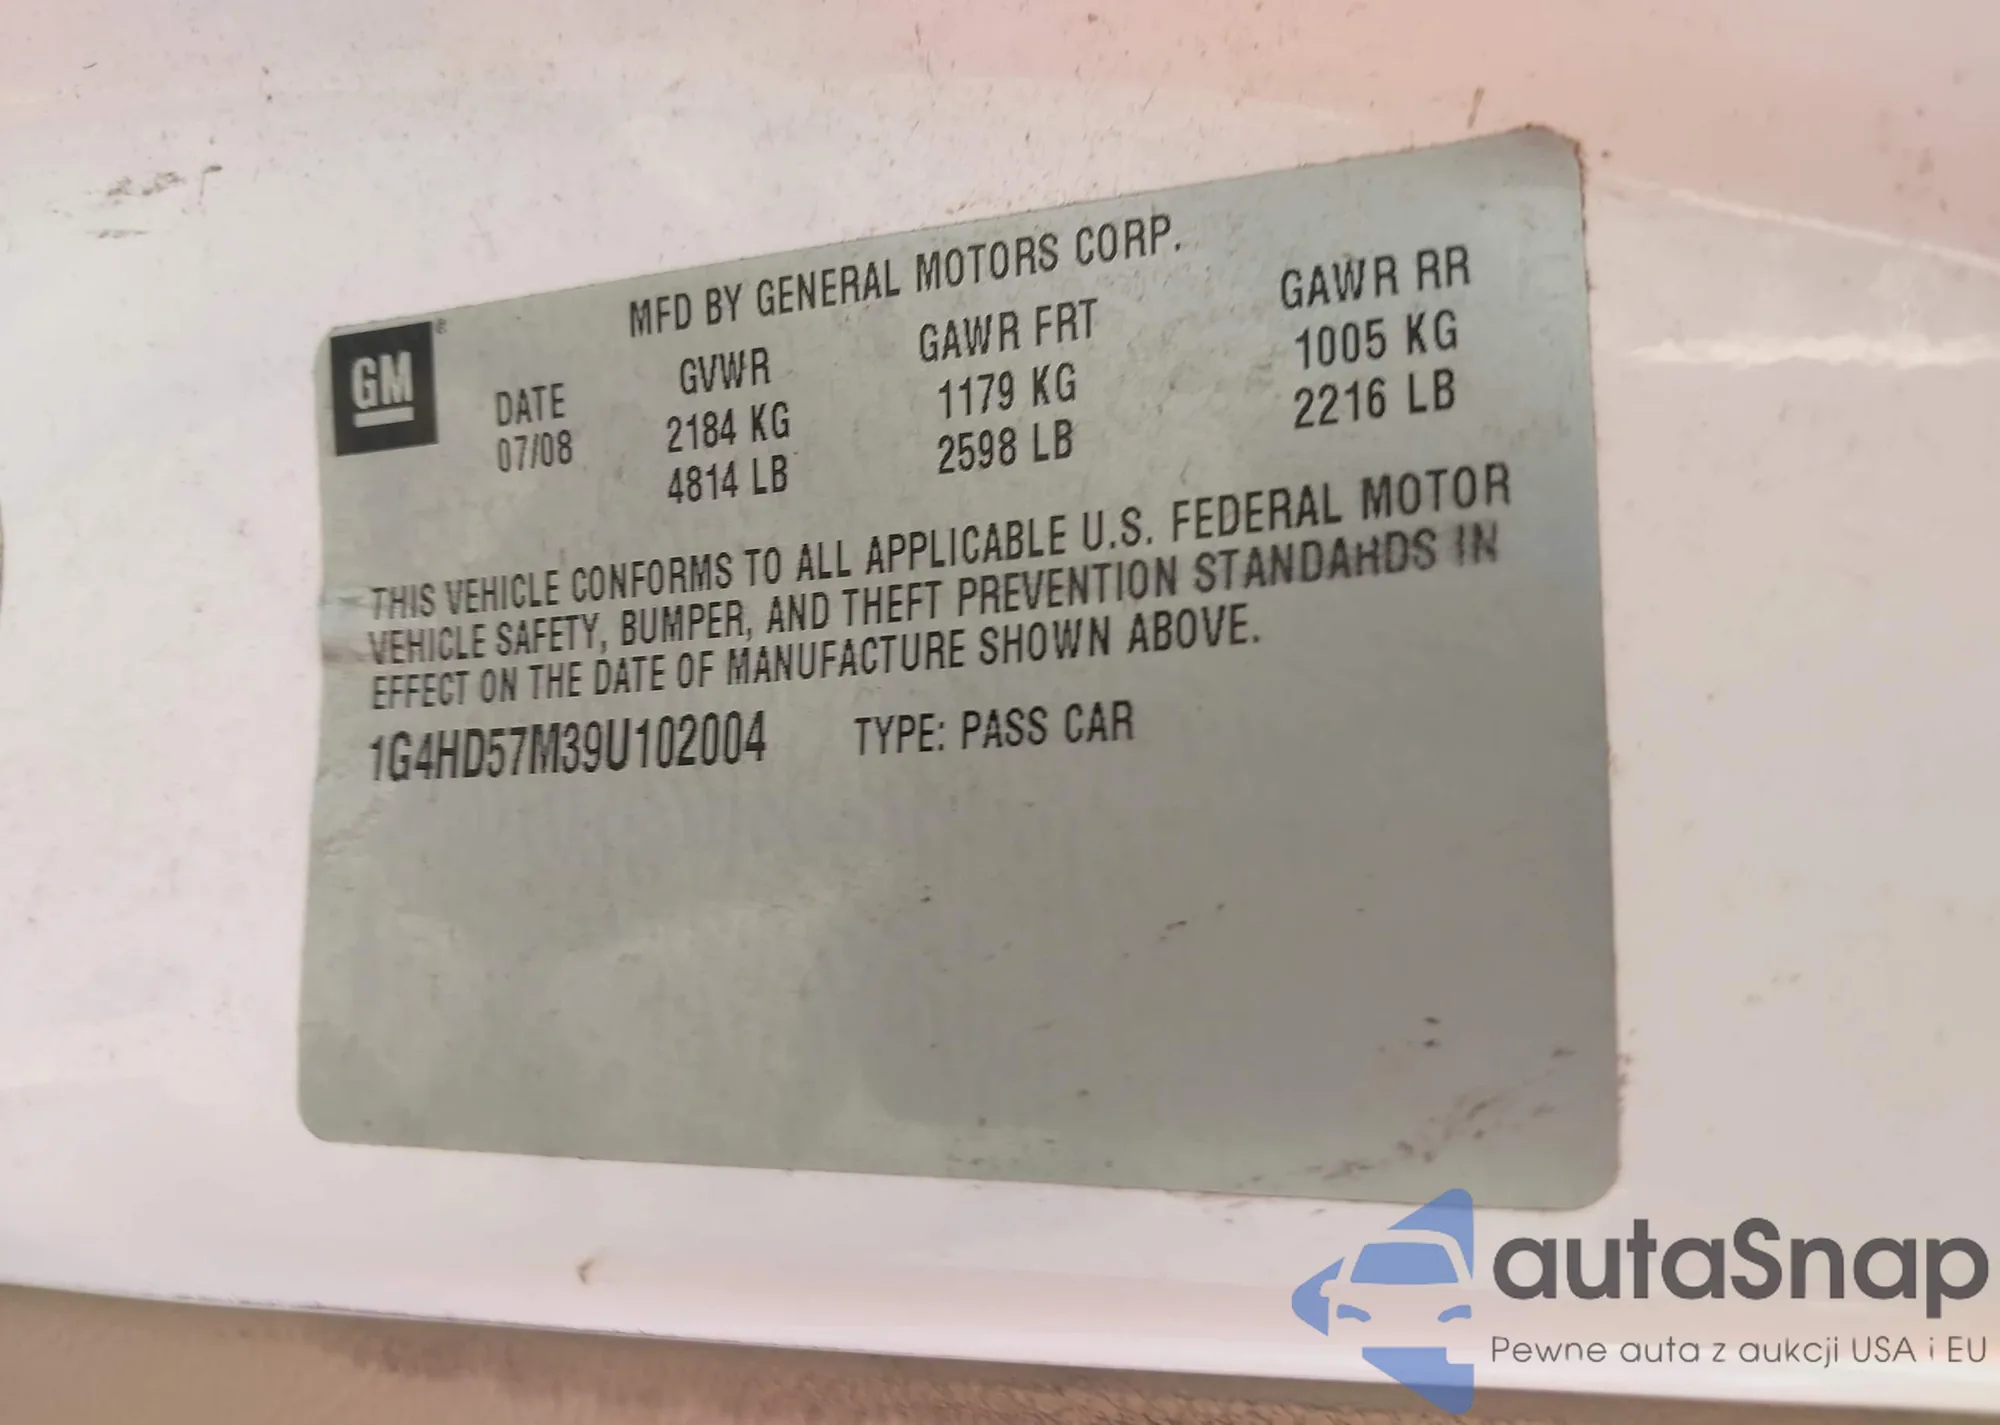 MFD BY GENERAL MOTORS CORP.
GM®
DATE GVWR GAWR FRT GAWR RR
07/08 2184 KG 1179 KG 1005 KG
4814 LB 2598 LB 2216 LB
THIS VEHICLE CONFORMS TO ALL APPLICABLE U.S. FEDERAL MOTOR
VEHICLE SAFETY, BUMPER, AND THEFT PREVENTION STANDARDS IN
EFFECT ON THE DATE OF MANUFACTURE SHOWN ABOVE.
1G4HD57M39U102004 TYPE: PASS CAR
autaSnap
Pewne auta z aukcji USA i EU